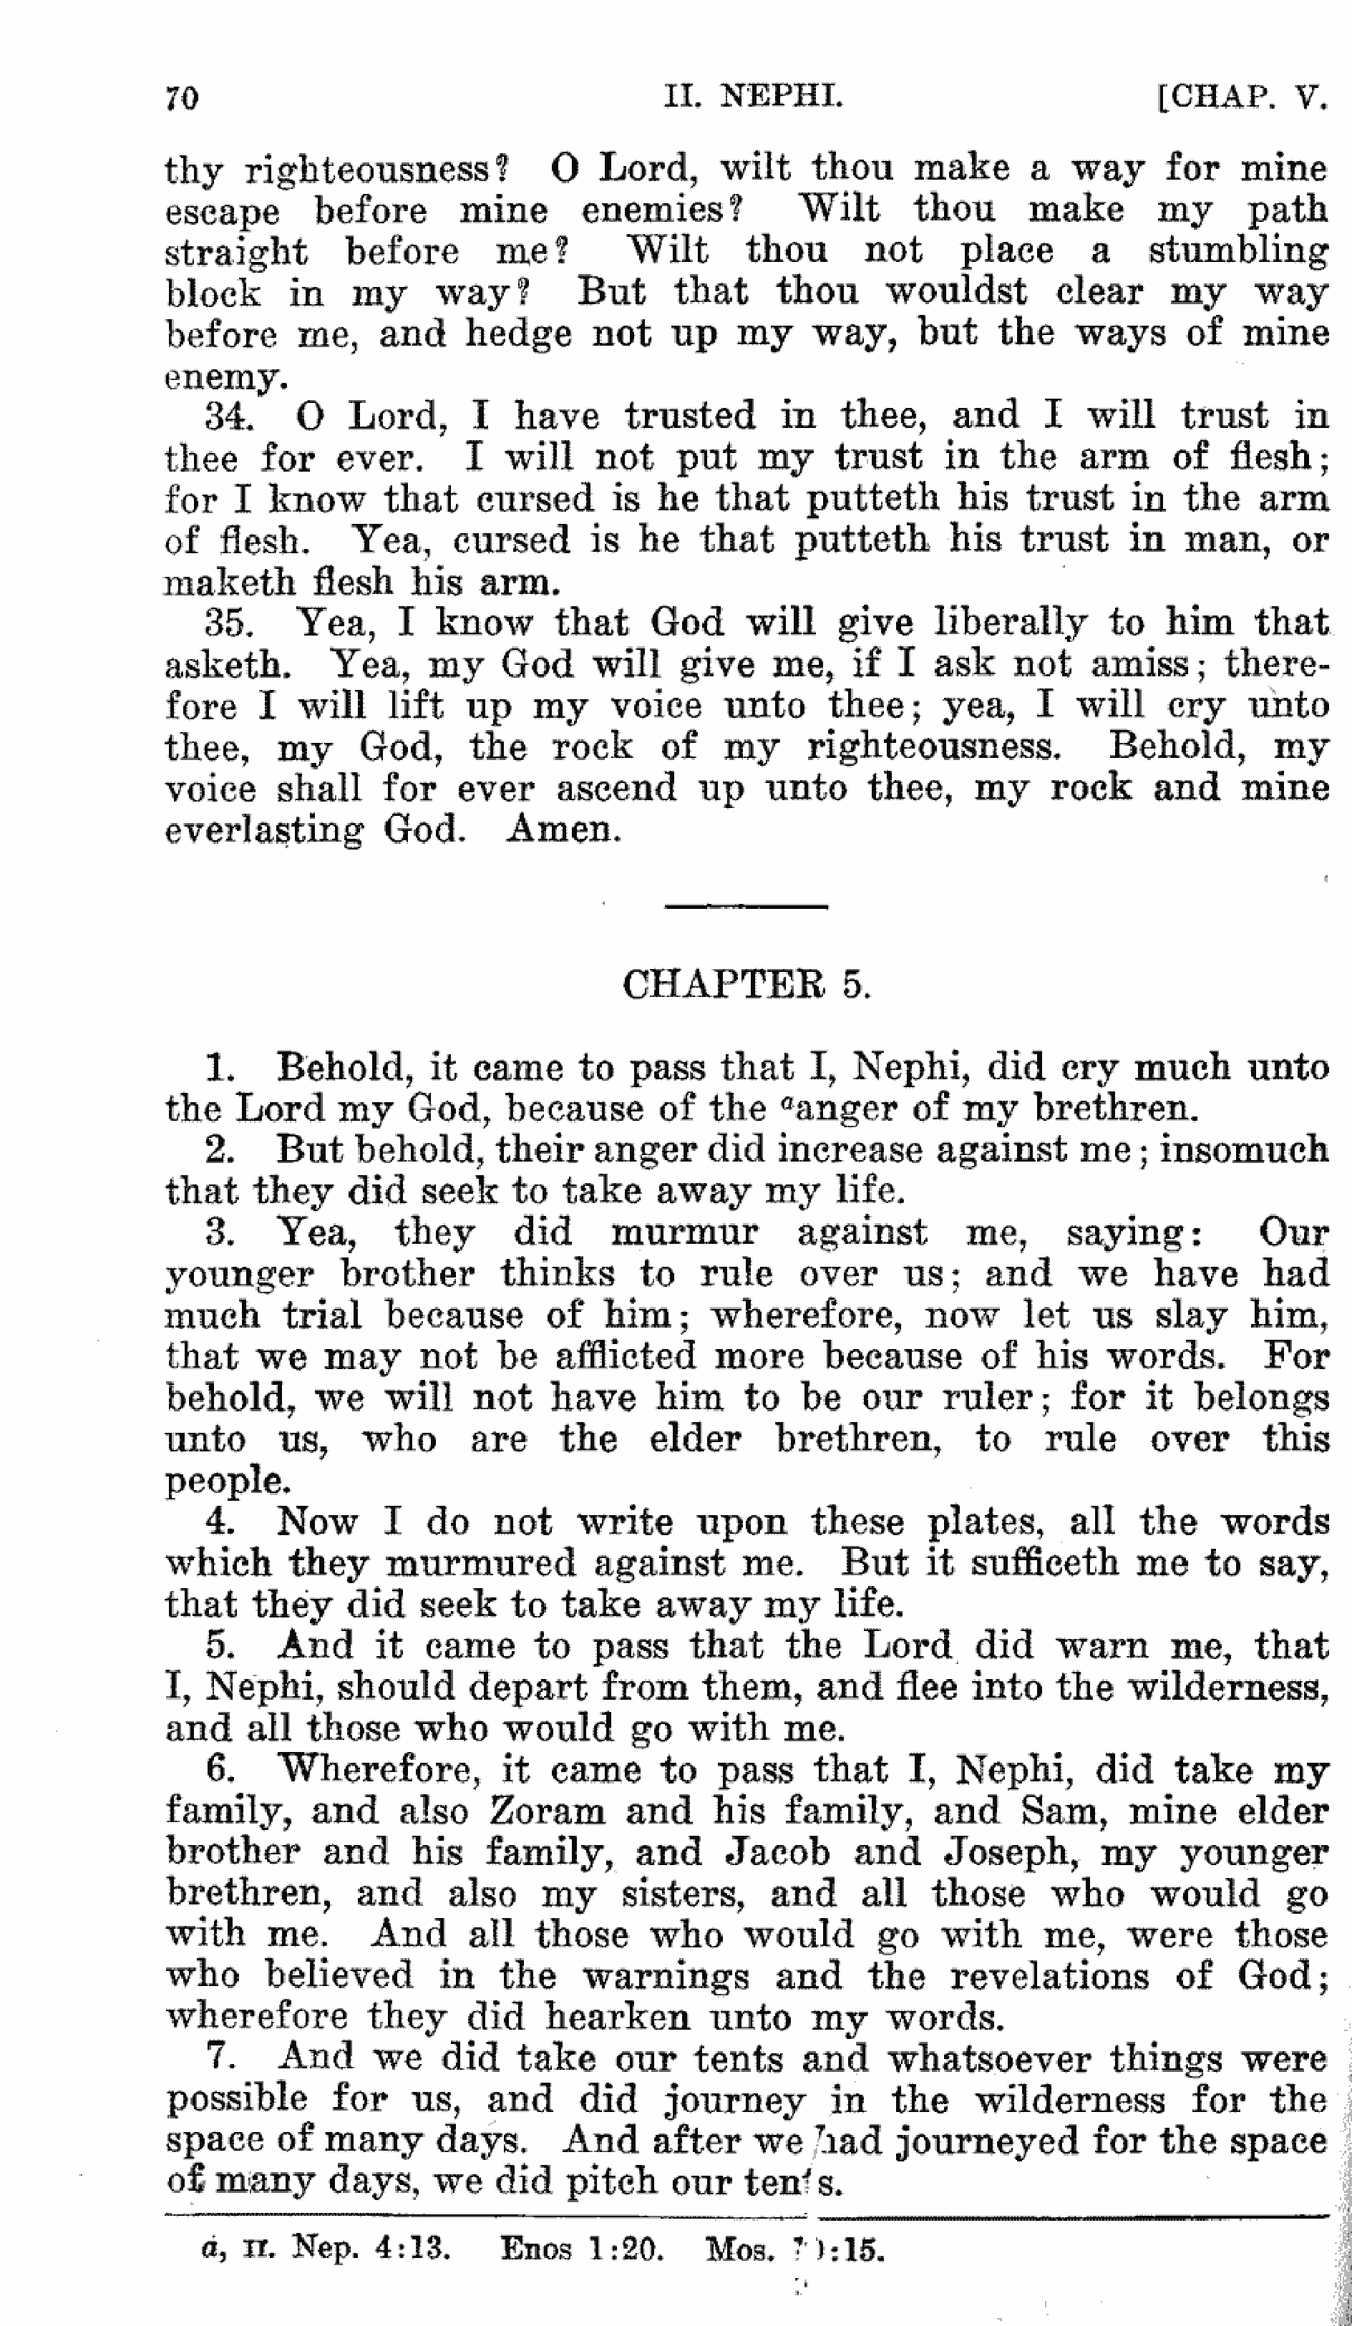 70 II. NEPHI. [CHAP. V.
thy righteousness? O Lord, wilt thou make a way for mine
escape before mine enemies? Wilt thou make my path
straight before me? Wilt thou not place a stumbling
block in my way? But that thou wouldst clear my way
before me, and hedge not up my way, but the ways of mine
enemy.
34. O Lord, I have trusted in thee, and I will trust in
thee for ever. I will not put my trust in the arm of flesh;
for I know that cursed is he that putteth his trust in the arm
of flesh. Yea, cursed is he that putteth his trust in man, or
maketh flesh his arm.
35. Yea, I know that God will give liberally to him that
asketh. Yea, my God will give me, if I ask not amiss; there-
fore I will lift up my voice unto thee; yea, I will cry unto
thee, my God, the rock of my righteousness. Behold, my
voice shall for ever ascend up unto thee, my rock and mine
everlasting God. Amen.
CHAPTER 5.
1. Behold, it came to pass that I, Nephi, did cry much unto
the Lord my God, because of the ᵃanger of my brethren.
2. But behold, their anger did increase against me; insomuch
that they did seek to take away my life.
3. Yea, they did murmur against me, saying: Our
younger brother thinks to rule over us; and we have had
much trial because of him; wherefore, now let us slay him,
that we may not be afflicted more because of his words. For
behold, we will not have him to be our ruler; for it belongs
unto us, who are the elder brethren, to rule over this
people.
4. Now I do not write upon these plates, all the words
which they murmured against me. But it sufficeth me to say,
that they did seek to take away my life.
5. And it came to pass that the Lord did warn me, that
I, Nephi, should depart from them, and flee into the wilderness,
and all those who would go with me.
6. Wherefore, it came to pass that I, Nephi, did take my
family, and also Zoram and his family, and Sam, mine elder
brother and his family, and Jacob and Joseph, my younger
brethren, and also my sisters, and all those who would go
with me. And all those who would go with me, were those
who believed in the warnings and the revelations of God;
wherefore they did hearken unto my words.
7. And we did take our tents and whatsoever things were
possible for us, and did journey in the wilderness for the
space of many days. And after we had journeyed for the space
of many days, we did pitch our tents.
a, II. Nep. 4:13. Enos 1:20. Mos.